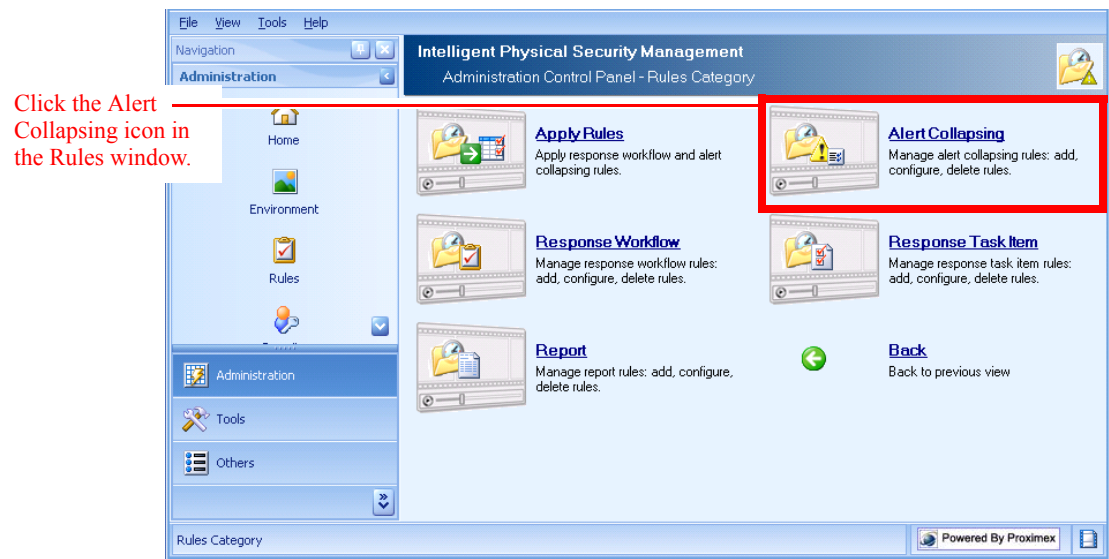 File View Tools Help
Navigation
Administration
Intelligent Physical Security Management
Administration Control Panel - Rules Category
Click the Alert
Collapsing icon in
the Rules window.
Home
Environment
Rules
Apply Rules
Apply response workflow and alert
collapsing rules.
Alert Collapsing
Manage alert collapsing rules: add,
configure, delete rules.
Response Workflow
Manage response workflow rules:
add, configure, delete rules.
Response Task Item
Manage response task item rules:
add, configure, delete rules.
Report
Manage report rules: add, configure,
delete rules.
Back
Back to previous view
Administration
Tools
Others
Rules Category
Powered By Proximex